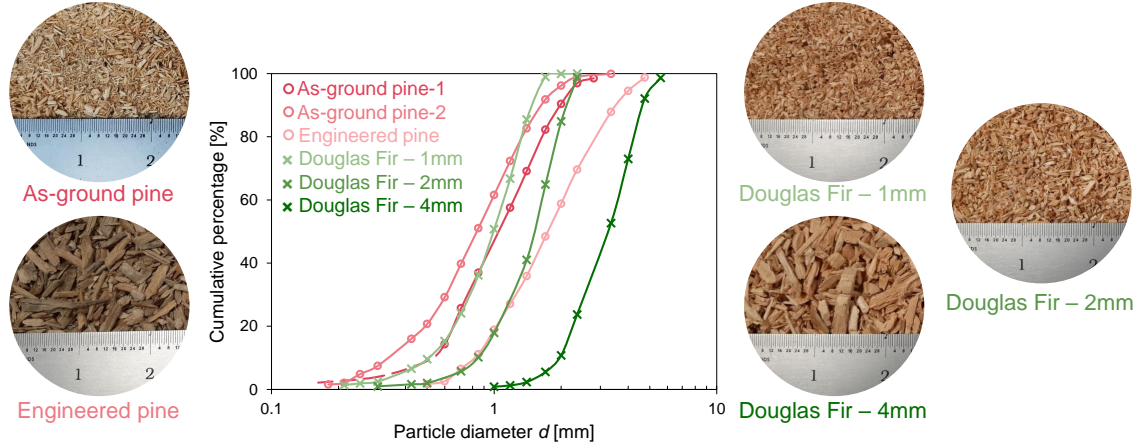 100
80
60
40
20
0
Cumulative percentage [%]
As-ground pine-1
As-ground pine-2
Engineered pine
Douglas Fir – 1mm
Douglas Fir – 2mm
Douglas Fir – 4mm
0.1
1
10
Particle diameter d [mm]
1
2
As-ground pine
1
2
Engineered pine
1
2
Douglas Fir – 1mm
1
2
Douglas Fir – 4mm
1
2
Douglas Fir – 2mm